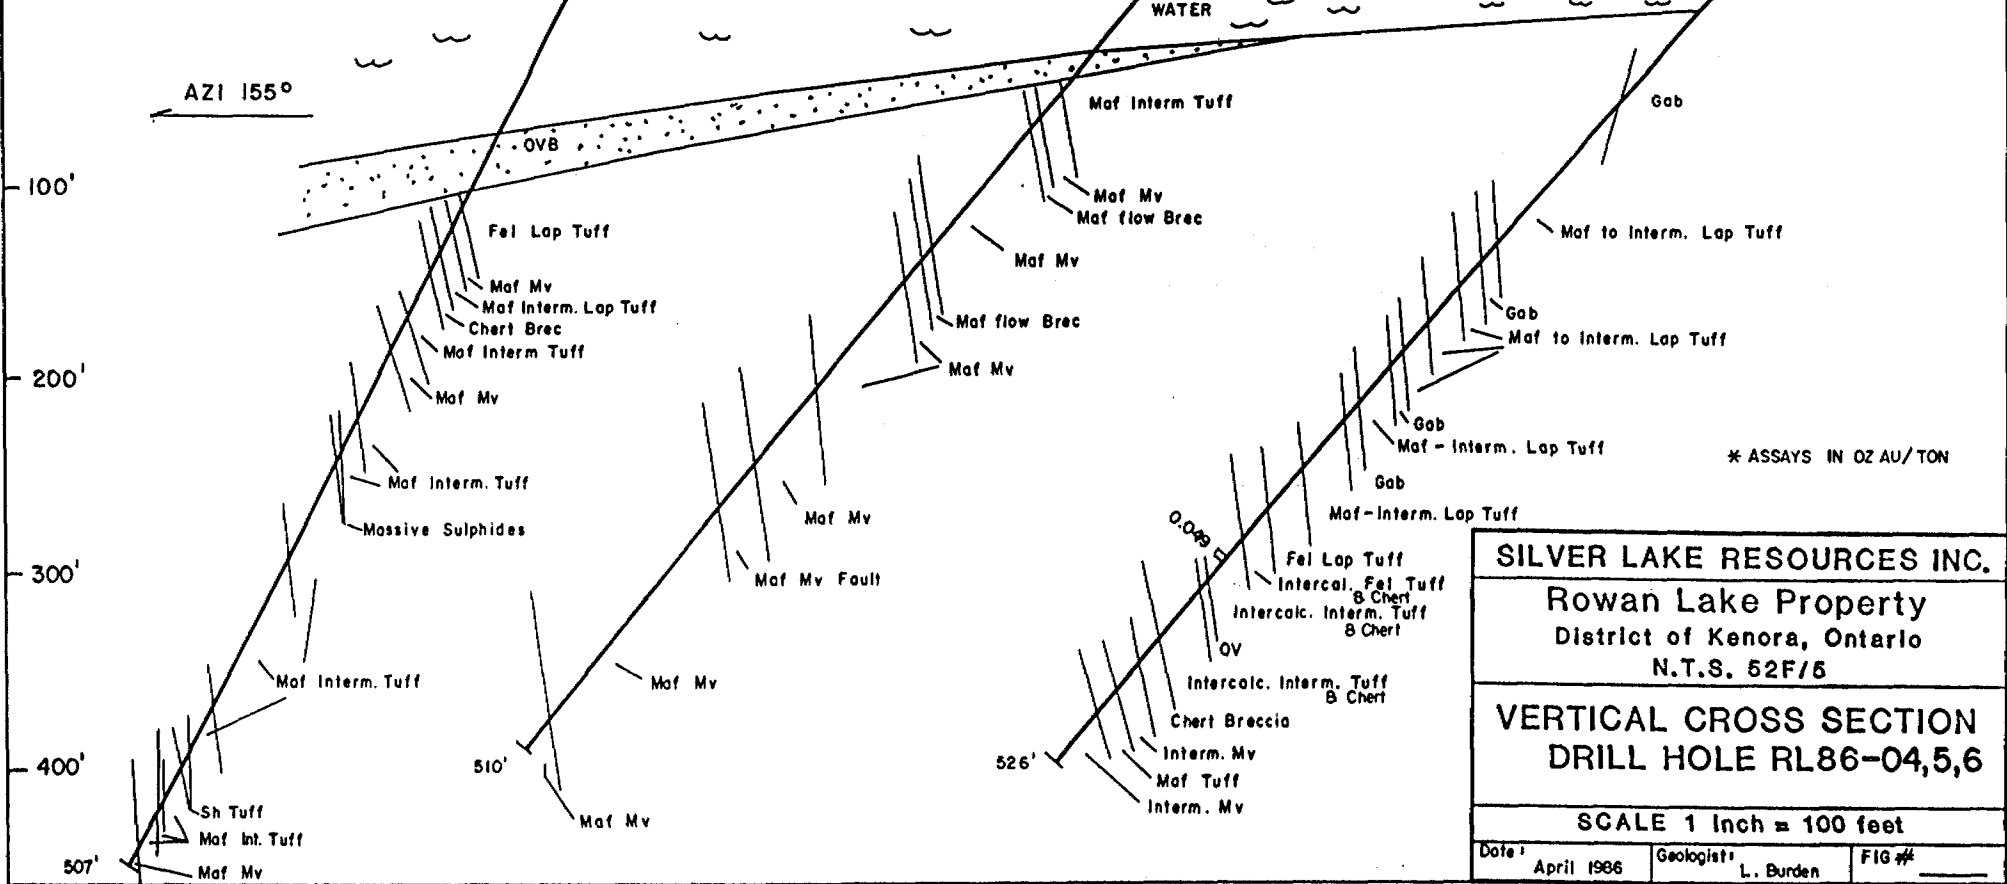 WATER
AZI 155°
OVB
Maf Interm Tuff
Gab
100'
Maf Mv
Maf flow Brec
Fel Lap Tuff
Maf to Interm. Lap Tuff
Maf Mv
Maf Mv
Maf Interm. Lap Tuff
Chert Brec
Maf flow Brec
Gab
Maf Interm Tuff
Maf to Interm. Lap Tuff
200'
Maf Mv
Maf Mv
Gab
Maf - Interm. Lap Tuff
* ASSAYS IN OZ AU/TON
Maf Interm. Tuff
Gab
Maf Mv
Maf-Interm. Lap Tuff
Massive Sulphides
0.049
300'
Maf Mv Fault
Fel Lap Tuff
Intercal. Fel Tuff
& Chert
Intercalc. Interm. Tuff
& Chert
QV
Maf Interm. Tuff
Maf Mv
Intercalc. Interm. Tuff
& Chert
Chert Breccia
400'
510'
526'
Interm. Mv
Maf Tuff
Interm. Mv
Sh Tuff
Maf Mv
Maf Int. Tuff
507'
Maf Mv
SILVER LAKE RESOURCES INC.
Rowan Lake Property
District of Kenora, Ontario
N.T.S. 52F/5
VERTICAL CROSS SECTION
DRILL HOLE RL86-04,5,6
SCALE 1 Inch = 100 feet
Date: April 1986
Geologist: L. Burden
FIG #